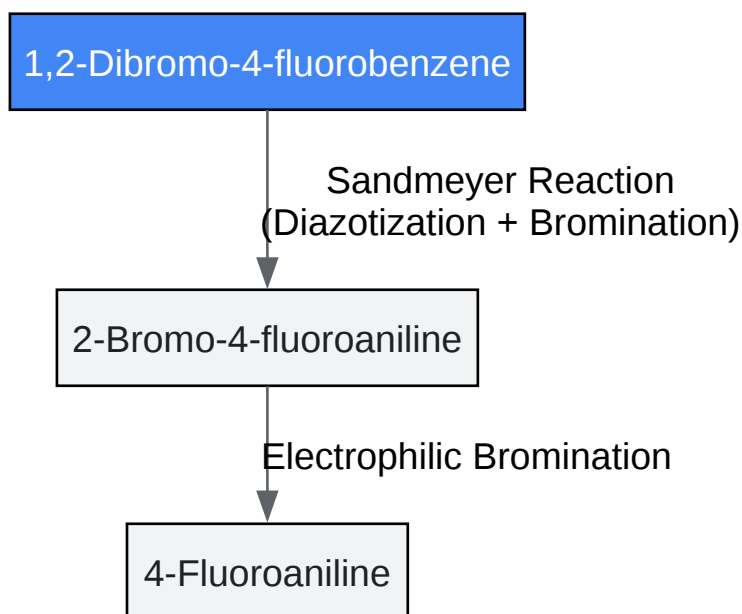 1,2-Dibromo-4-fluorobenzene
Sandmeyer Reaction
(Diazotization + Bromination)
2-Bromo-4-fluoroaniline
Electrophilic Bromination
4-Fluoroaniline